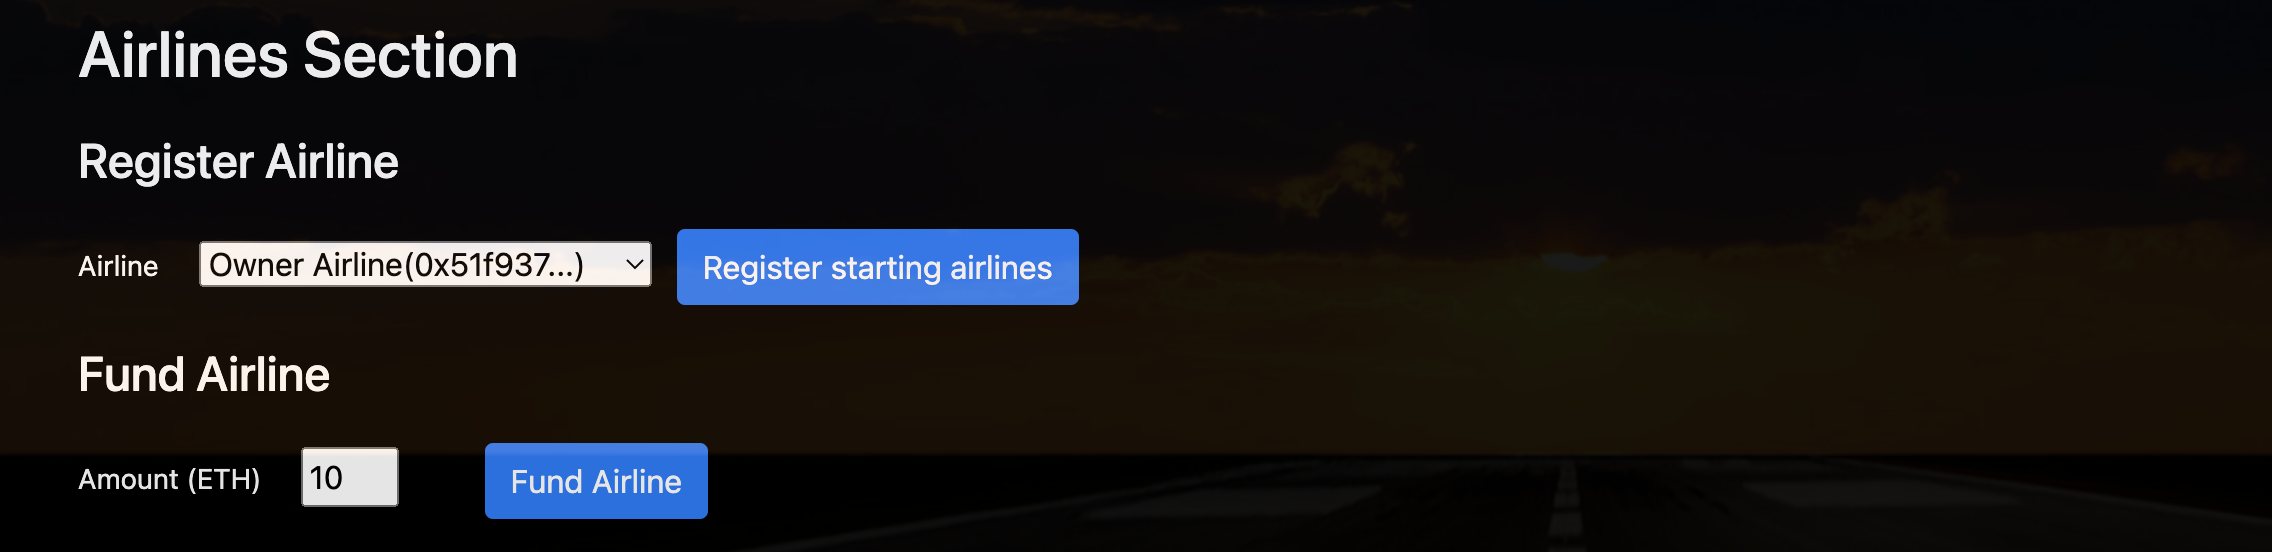 Airlines Section
Register Airline
Airline Owner Airline(0x51f937...) Register starting airlines
Fund Airline
Amount (ETH) 10 Fund Airline